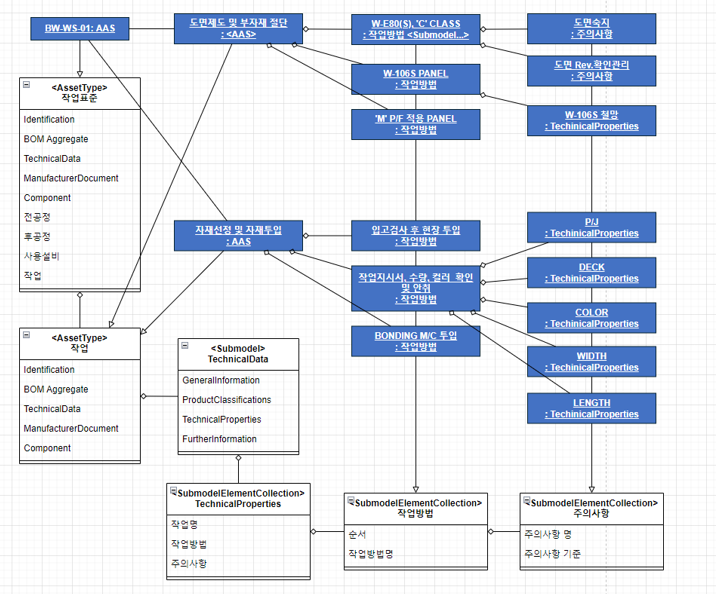 BW-WS-01: AAS
도면제도 및 부자재 절단
: <AAS>
W-E80(S), 'C' CLASS
: 작업방법 <Submodel...>
도면숙지
: 주의사항
도면 Rev.확인관리
: 주의사항
W-106S PANEL
: 작업방법
'M' P/F 적용 PANEL
: 작업방법
W-106S 철망
: TechinicalProperties
<AssetType>
작업표준
Identification
BOM Aggregate
TechnicalData
ManufacturerDocument
Component
전공정
후공정
사용설비
작업
자재선정 및 자재투입
: AAS
입고검사 후 현장 투입
: 작업방법
작업지시서, 수량, 컬러 확인
및 안취
: 작업방법
BONDING M/C 투입
: 작업방법
P/J
: TechinicalProperties
DECK
: TechinicalProperties
COLOR
: TechinicalProperties
WIDTH
: TechinicalProperties
LENGTH
: TechinicalProperties
<AssetType>
작업
Identification
BOM Aggregate
TechnicalData
ManufacturerDocument
Component
<Submodel>
TechnicalData
GeneralInformation
ProductClassifications
TechnicalProperties
FurtherInformation
<SubmodelElementCollection>
TechnicalProperties
작업명
작업방법
주의사항
<SubmodelElementCollection>
작업방법
순서
작업방법명
<SubmodelElementCollection>
주의사항
주의사항 명
주의사항 기준